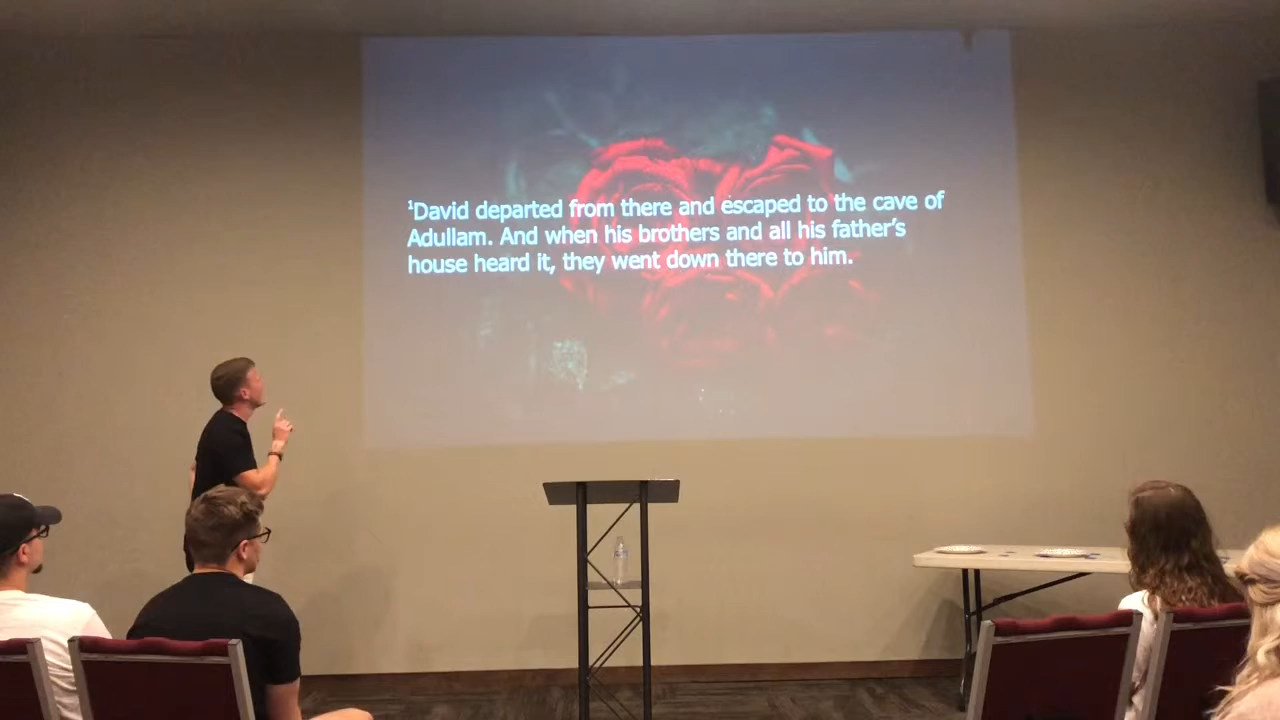 ¹David departed from there and escaped to the cave of
Adullam. And when his brothers and all his father's
house heard it, they went down there to him.